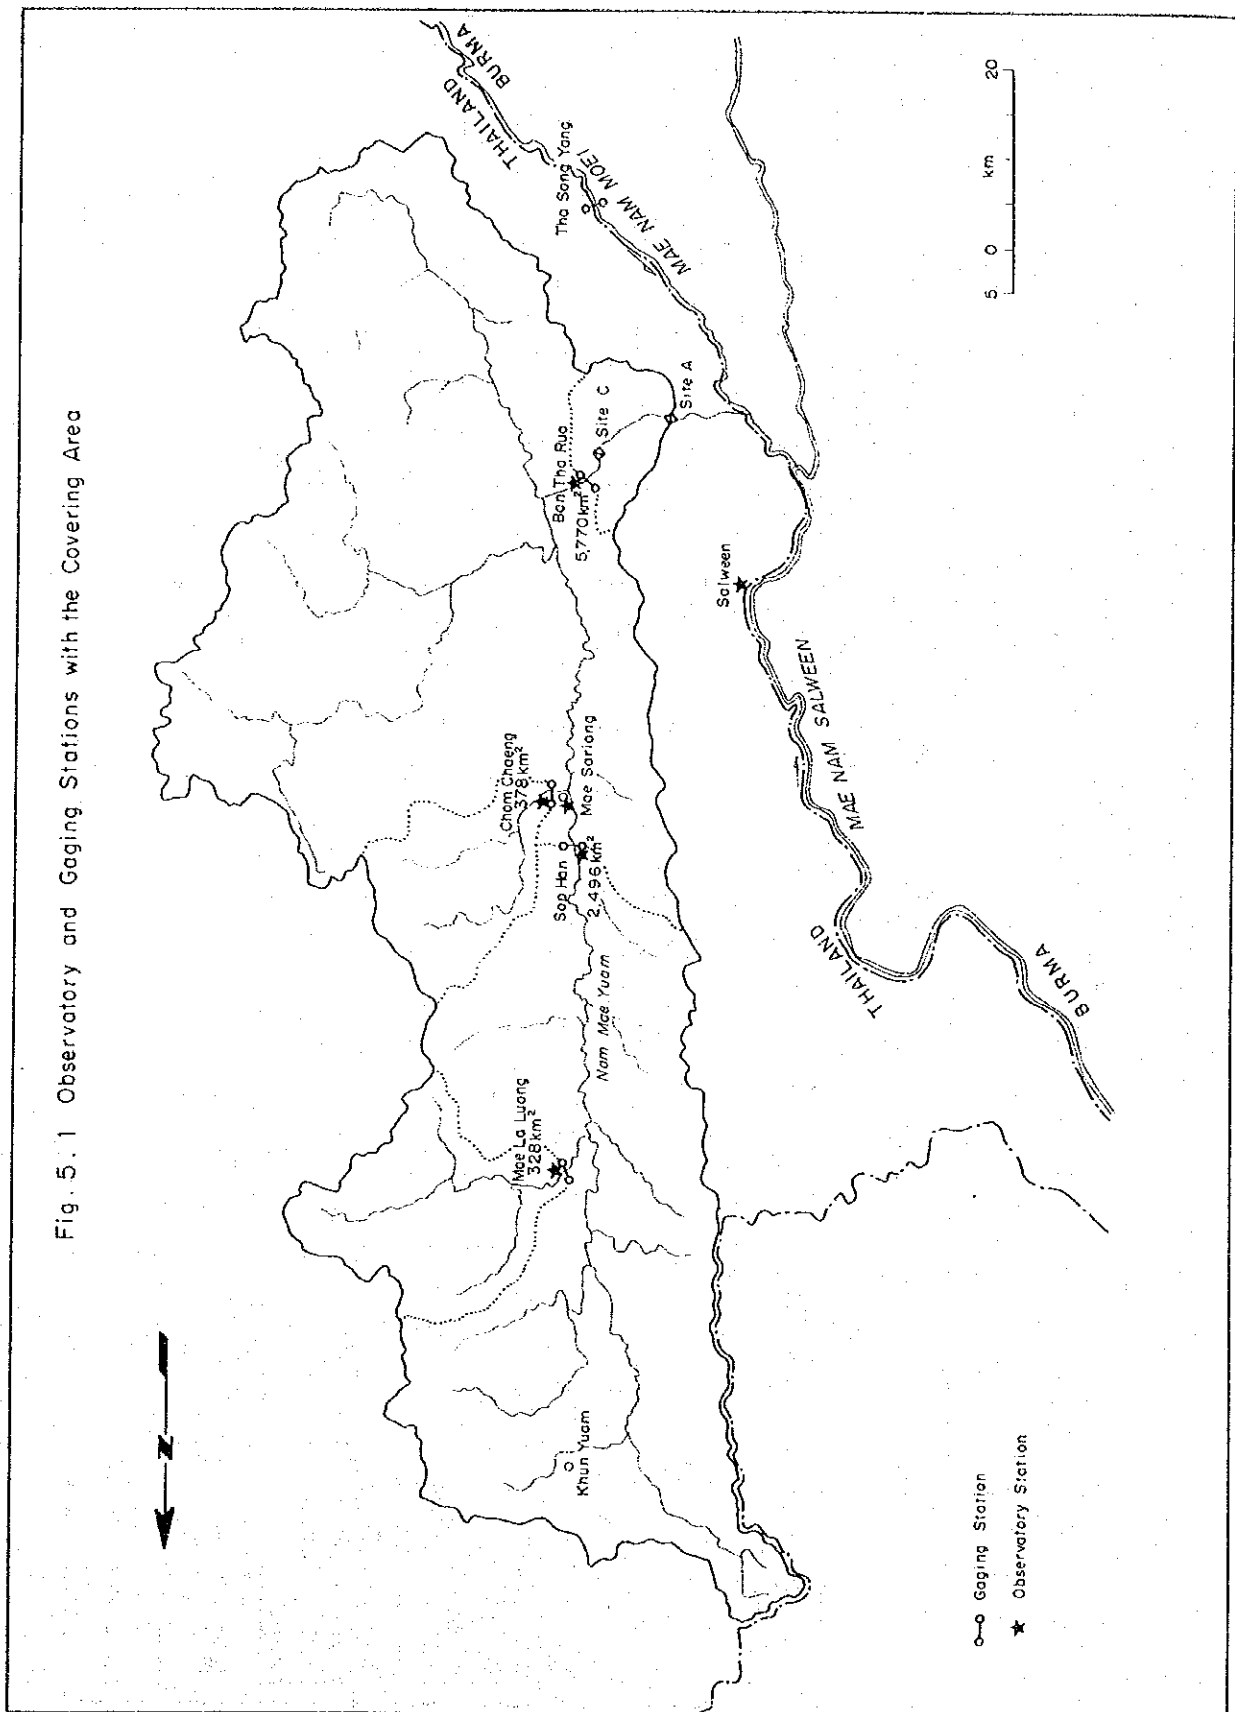 Fig. 5.1 Observatory and Gaging Stations with the Covering Area
N
BURMA
THAILAND
Tha Song Yang
MAE NAM MOEI
Ban Tha Rua
5,770km²
Site C
Site A
Salween
MAE NAM SALWEEN
Chom Chaeng
378km²
Mae Sariang
Sop Han
2,496km²
Nam Mae Yuam
Mae La Luang
328km²
Khun Yuam
THAILAND
BURMA
5 0 km 20
Gaging Station
Observatory Station